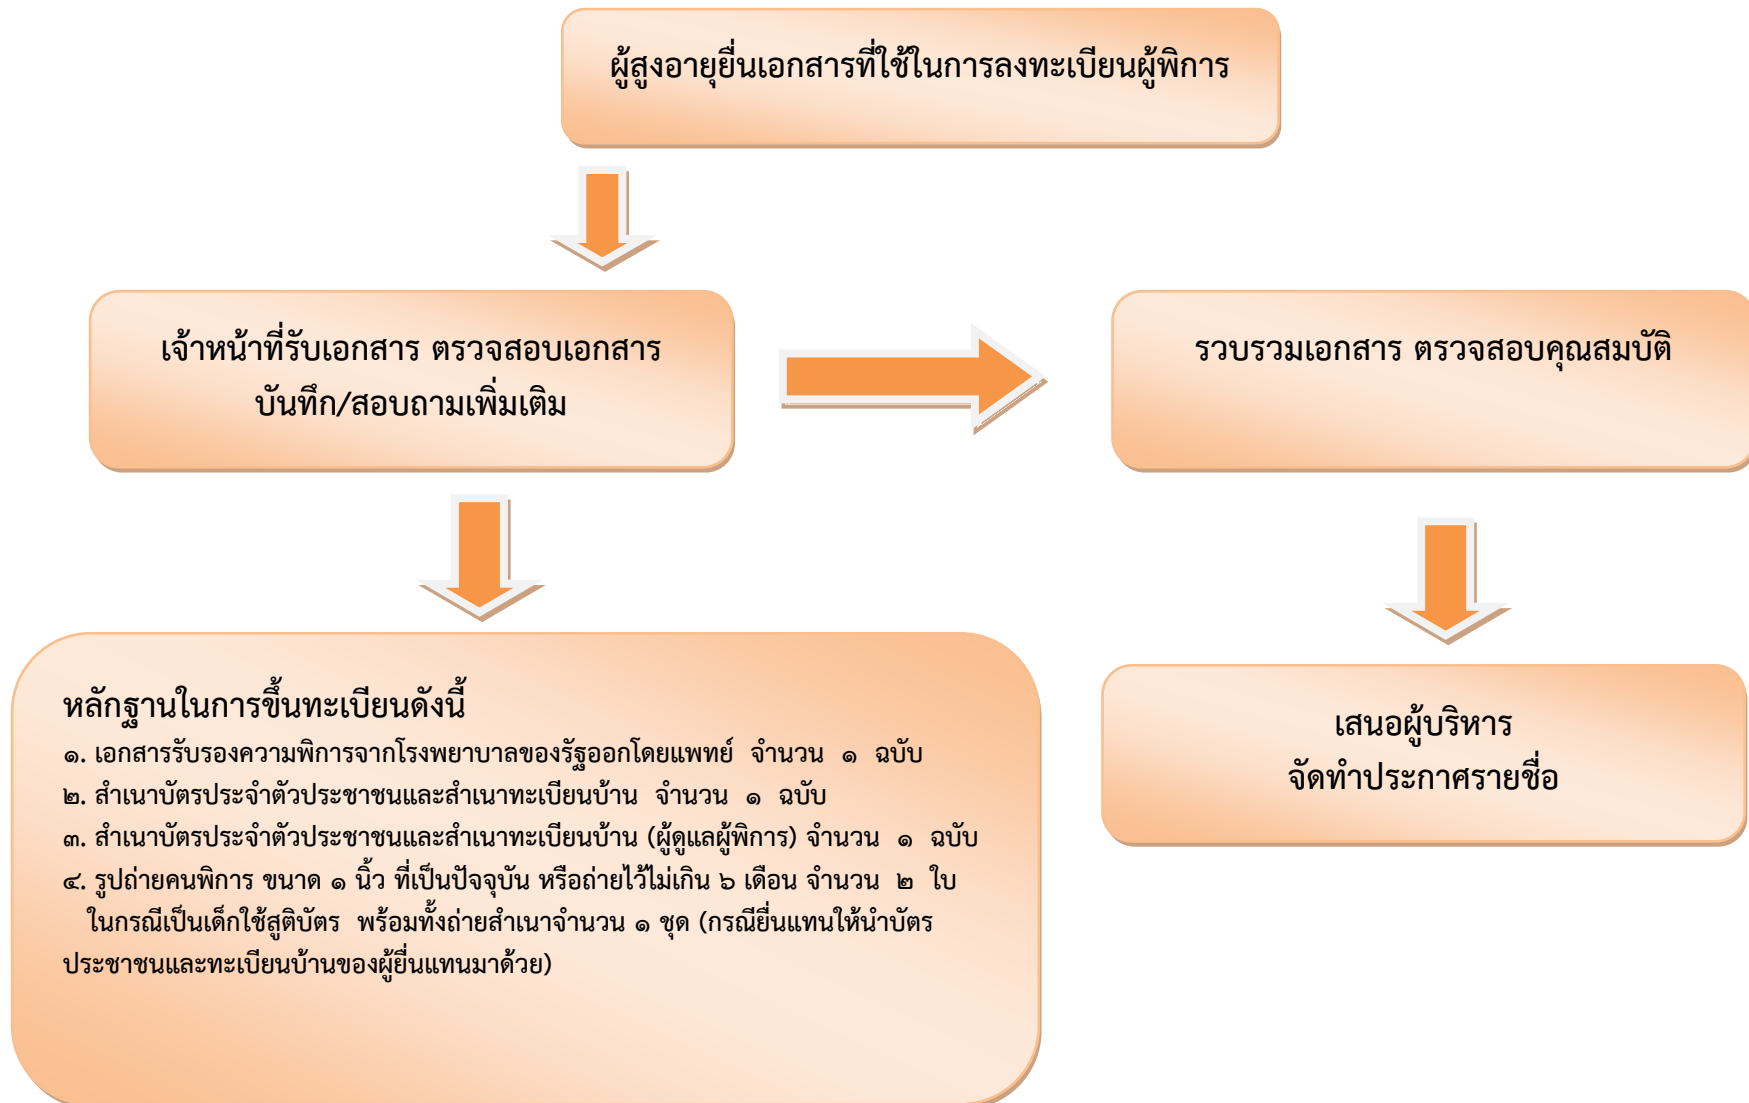 ผู้สูงอายุยื่นเอกสารที่ใช้ในการลงทะเบียนผู้พิการ
เจ้าหน้าที่รับเอกสาร ตรวจสอบเอกสาร
บันทึก/สอบถามเพิ่มเติม
รวบรวมเอกสาร ตรวจสอบคุณสมบัติ
หลักฐานในการขึ้นทะเบียนดังนี้
๑. เอกสารรับรองความพิการจากโรงพยาบาลของรัฐออกโดยแพทย์ จำนวน ๑ ฉบับ
๒. สำเนาบัตรประจำตัวประชาชนและสำเนาทะเบียนบ้าน จำนวน ๑ ฉบับ
๓. สำเนาบัตรประจำตัวประชาชนและสำเนาทะเบียนบ้าน (ผู้ดูแลผู้พิการ) จำนวน ๑ ฉบับ
๔. รูปถ่ายคนพิการ ขนาด ๑ นิ้ว ที่เป็นปัจจุบัน หรือถ่ายไว้ไม่เกิน ๖ เดือน จำนวน ๒ ใบ
ในกรณีเป็นเด็กใช้สูติบัตร พร้อมทั้งถ่ายสำเนาจำนวน ๑ ชุด (กรณียื่นแทนให้นำบัตร
ประชาชนและทะเบียนบ้านของผู้ยื่นแทนมาด้วย)
เสนอผู้บริหาร
จัดทำประกาศรายชื่อ